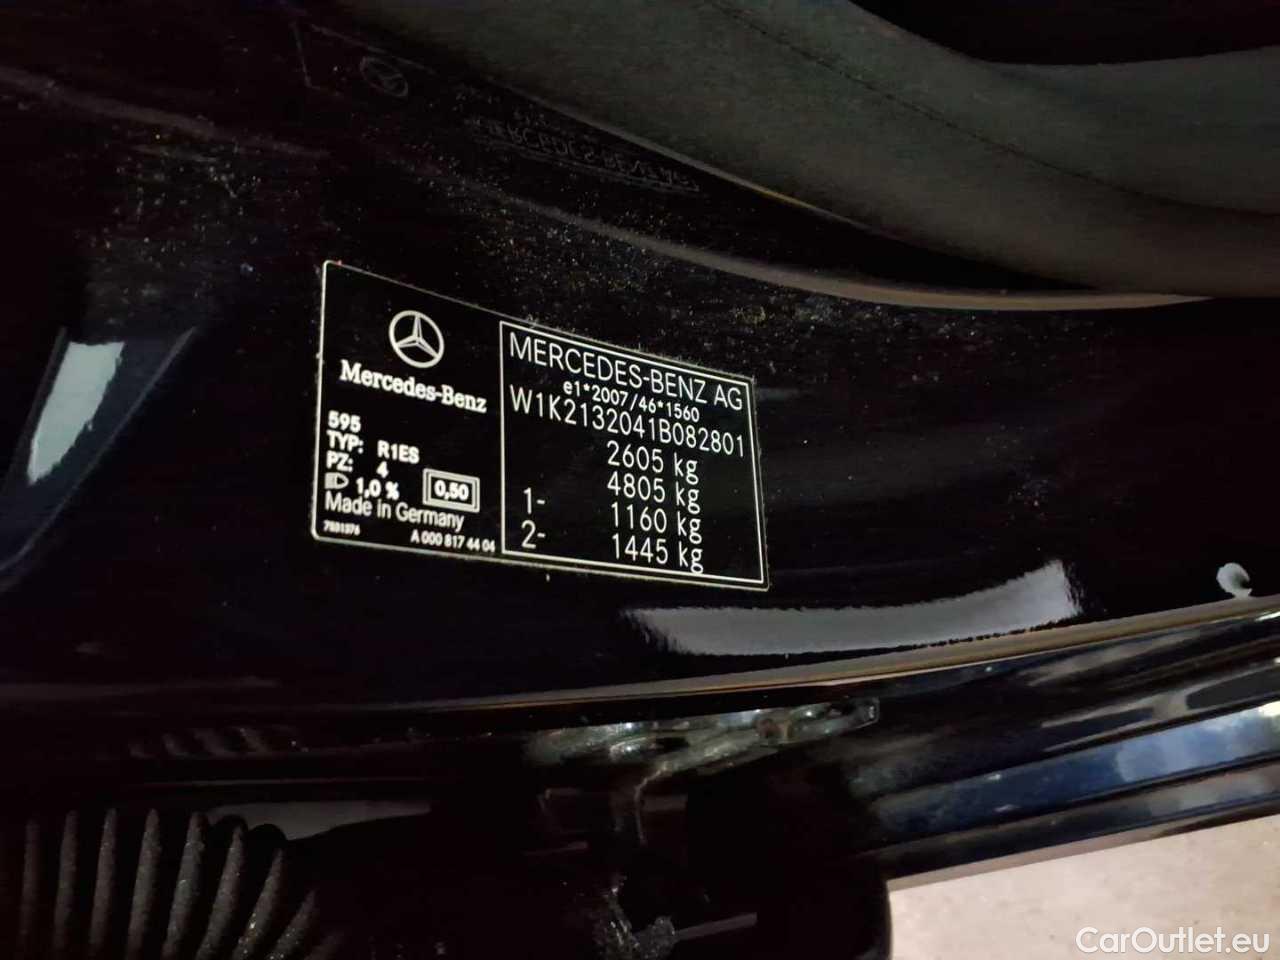 Mercedes-Benz
595
TYP: R1ES
PZ: 4
1,0 % 0,50
Made in Germany
7831376 A 000 817 44 04
MERCEDES-BENZ AG
e1*2007/46*1560
W1K2132041B082801
2605 kg
4805 kg
1- 1160 kg
2- 1445 kg
CarOutlet.eu